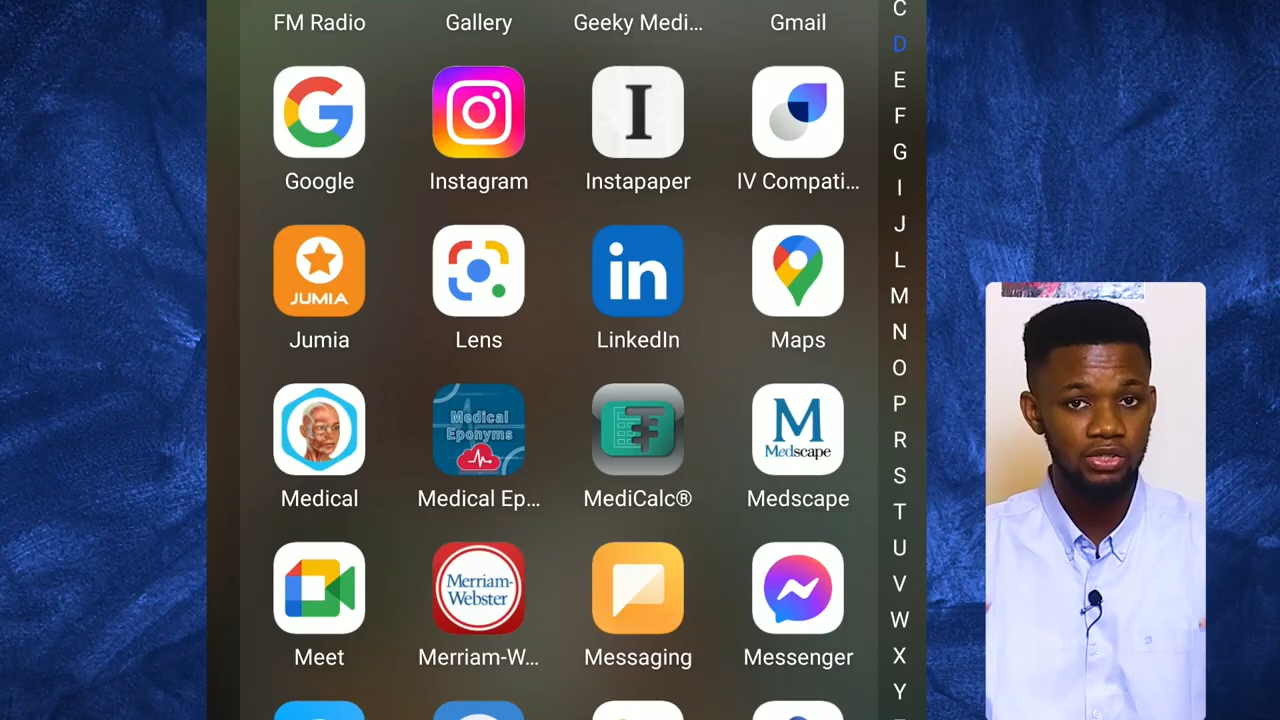 FM Radio Gallery Geeky Medi... Gmail
Google Instagram Instapaper IV Compati...
JUMIA
Jumia Lens LinkedIn Maps
Medical Eponyms
M Medscape
Medical Medical Ep... MediCalc® Medscape
Merriam-Webster
Meet Merriam-W... Messaging Messenger
C
D
E
F
G
I
J
L
M
N
O
P
R
S
T
U
V
W
X
Y